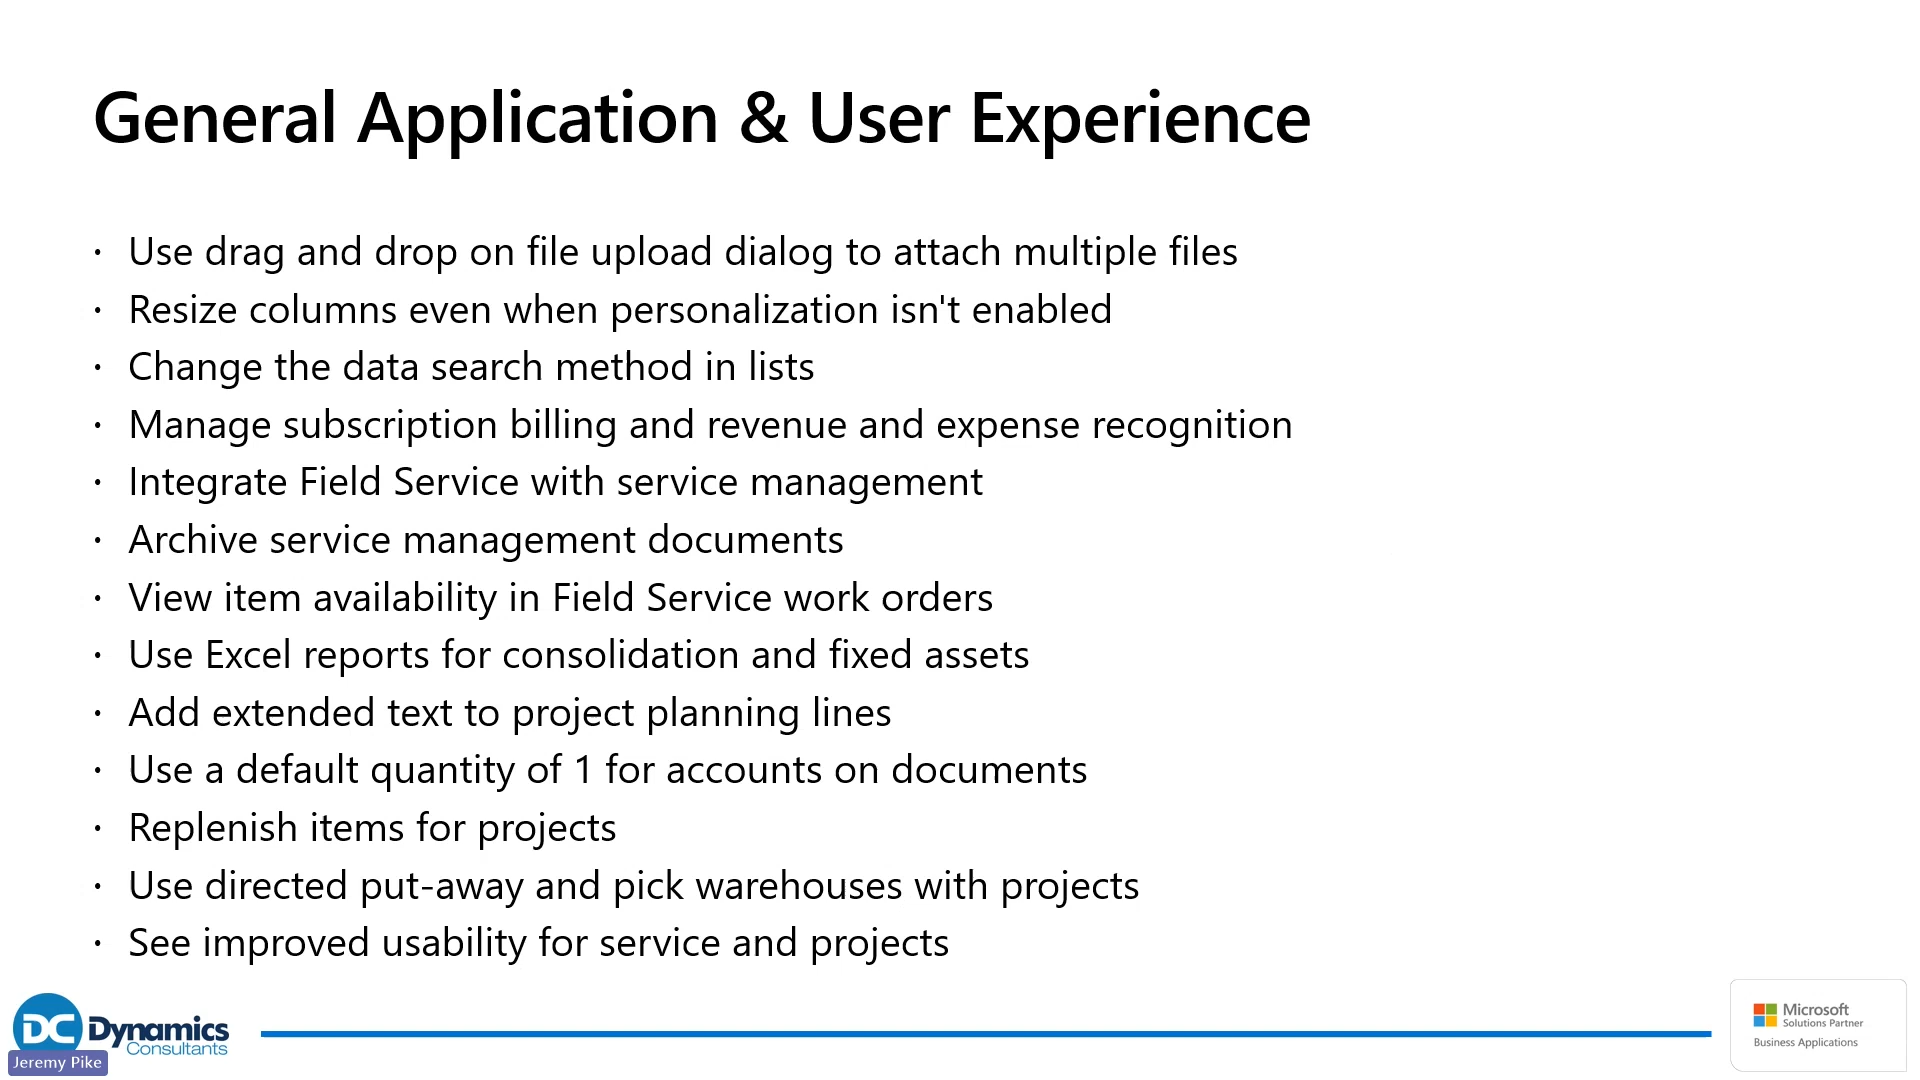 General Application & User Experience
· Use drag and drop on file upload dialog to attach multiple files
· Resize columns even when personalization isn't enabled
· Change the data search method in lists
· Manage subscription billing and revenue and expense recognition
· Integrate Field Service with service management
· Archive service management documents
· View item availability in Field Service work orders
· Use Excel reports for consolidation and fixed assets
· Add extended text to project planning lines
· Use a default quantity of 1 for accounts on documents
· Replenish items for projects
· Use directed put-away and pick warehouses with projects
· See improved usability for service and projects
DC Dynamics
Consultants
Jeremy Pike
Microsoft
Solutions Partner
Business Applications